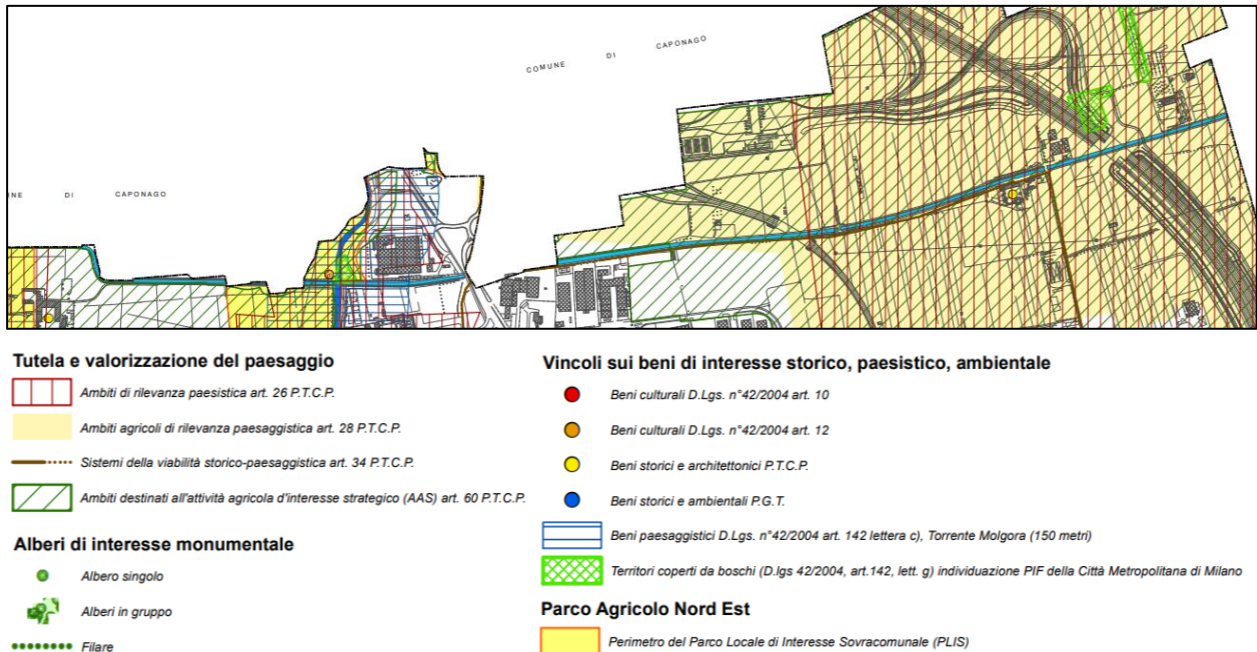 COMUNE DI CAPONAGO
NE DI CAPONAGO
Tutela e valorizzazione del paesaggio
Ambiti di rilevanza paesistica art. 26 P.T.C.P.
Ambiti agricoli di rilevanza paesaggistica art. 28 P.T.C.P.
Sistemi della viabilità storico-paesaggistica art. 34 P.T.C.P.
Ambiti destinati all'attività agricola d'interesse strategico (AAS) art. 60 P.T.C.P.
Alberi di interesse monumentale
Albero singolo
Alberi in gruppo
Filare
Vincoli sui beni di interesse storico, paesistico, ambientale
Beni culturali D.Lgs. n°42/2004 art. 10
Beni culturali D.Lgs. n°42/2004 art. 12
Beni storici e architettonici P.T.C.P.
Beni storici e ambientali P.G.T.
Beni paesaggistici D.Lgs. n°42/2004 art. 142 lettera c), Torrente Molgora (150 metri)
Territori coperti da boschi (D.lgs 42/2004, art.142, lett. g) individuazione PIF della Città Metropolitana di Milano
Parco Agricolo Nord Est
Perimetro del Parco Locale di Interesse Sovracomunale (PLIS)